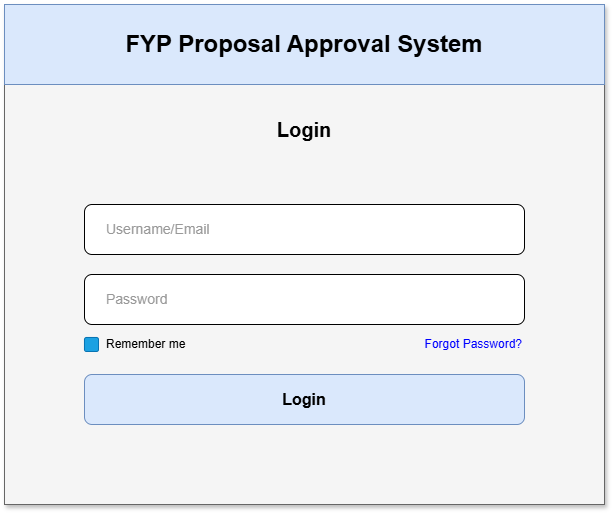 FYP Proposal Approval System
Login
Username/Email
Password
Remember me Forgot Password?
Login